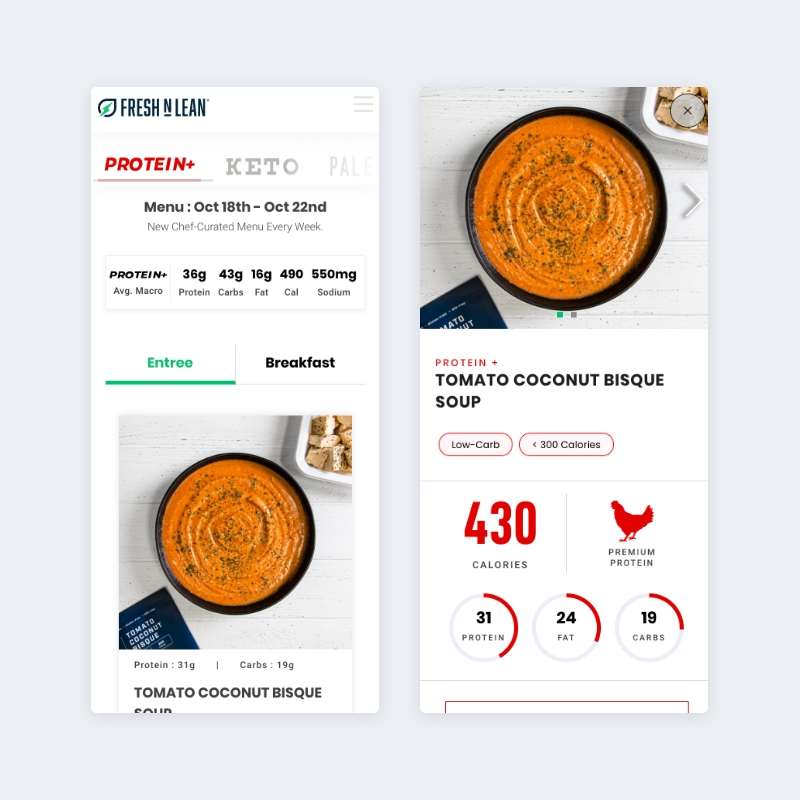 FRESH N LEAN
PROTEIN+ KETO PALE
Menu : Oct 18th - Oct 22nd
New Chef-Curated Menu Every Week.
PROTEIN+ 36g 43g 16g 490 550mg
Avg. Macro Protein Carbs Fat Cal Sodium
Entree Breakfast
TOMATO
COCONUT
BISQUE
Protein : 31g | Carbs : 19g
TOMATO COCONUT BISQUE
SOUP
TOMATO
COCONUT
PROTEIN +
TOMATO COCONUT BISQUE
SOUP
Low-Carb < 300 Calories
430
CALORIES
PREMIUM
PROTEIN
31 24 19
PROTEIN FAT CARBS